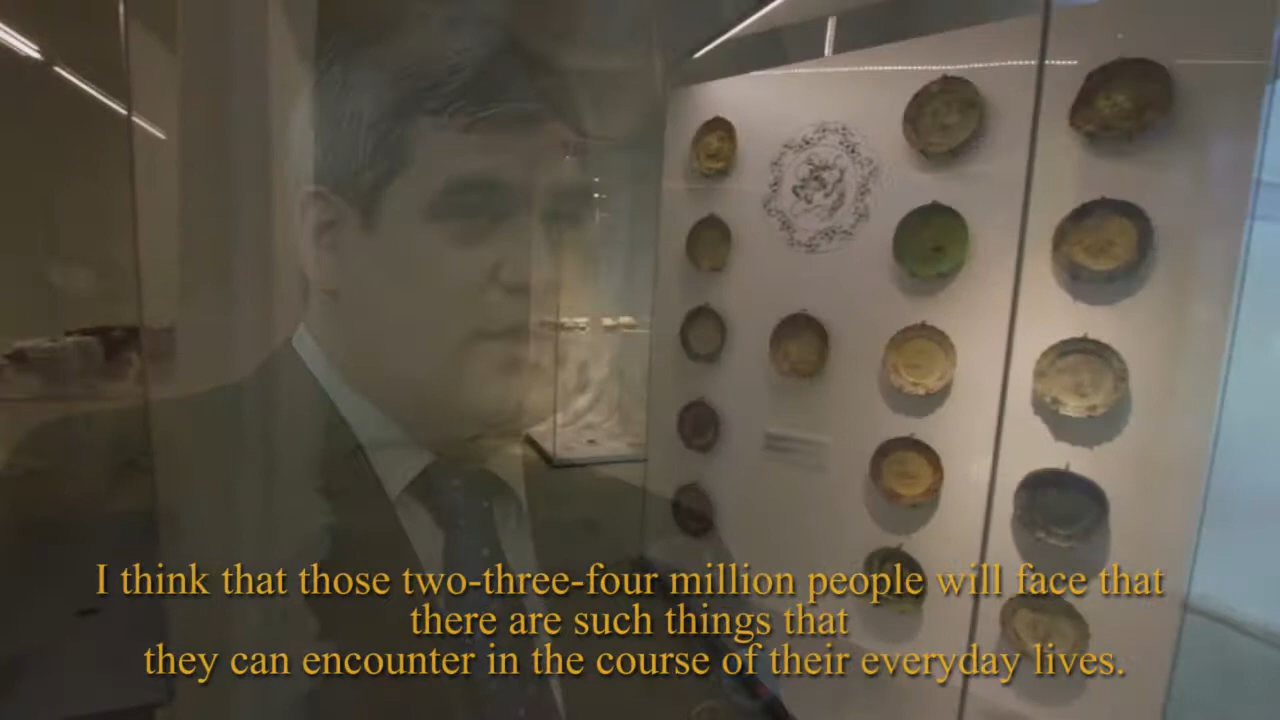 I think that those two-three-four million people will face that
there are such things that
they can encounter in the course of their everyday lives.